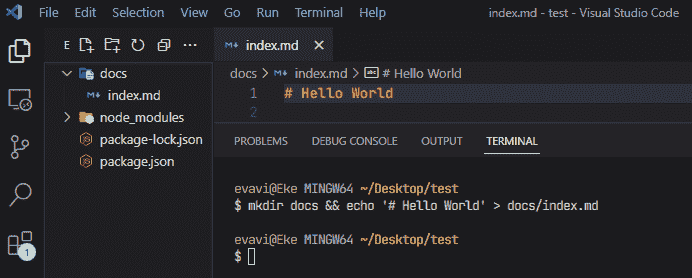 File Edit Selection View Go Run Terminal Help index.md - test - Visual Studio Code
E
index.md
docs
index.md
node_modules
package-lock.json
package.json
docs > index.md > # Hello World
1 # Hello World
2
PROBLEMS DEBUG CONSOLE OUTPUT TERMINAL
evavi@Eke MINGW64 ~/Desktop/test
$ mkdir docs && echo '# Hello World' > docs/index.md
evavi@Eke MINGW64 ~/Desktop/test
$
1